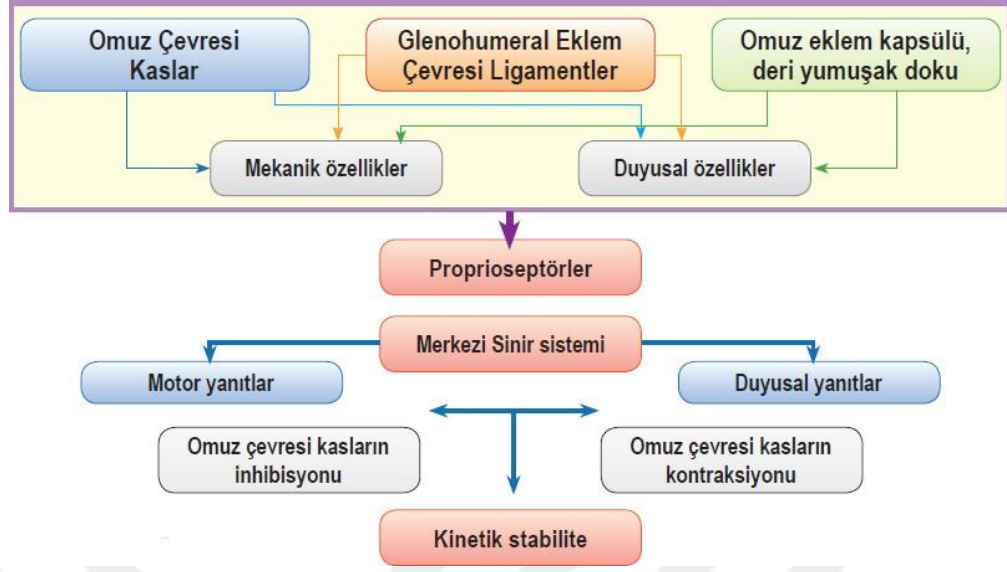 Omuz Çevresi
Kaslar
Glenohumeral Eklem
Çevresi Ligamentler
Omuz eklem kapsülü,
deri yumuşak doku
Mekanik özellikler
Duyusal özellikler
Proprioseptörler
Merkezi Sinir sistemi
Motor yanıtlar
Duyusal yanıtlar
Omuz çevresi kasların
inhibisyonu
Omuz çevresi kasların
kontraksiyonu
Kinetik stabilite